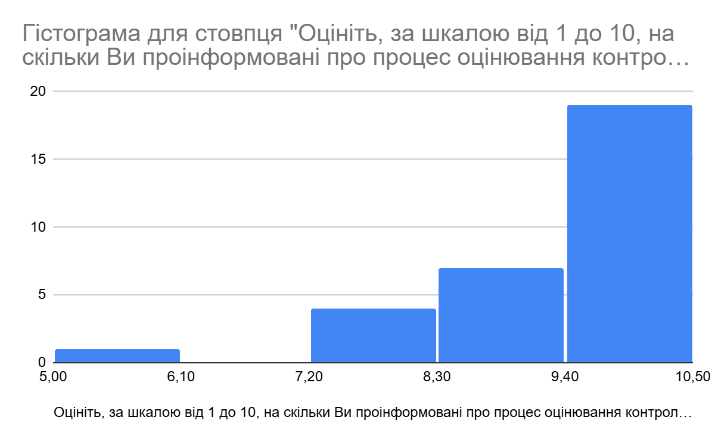 Гістограма для стовпця "Оцініть, за шкалою від 1 до 10, на
скільки Ви проінформовані про процес оцінювання контро…
20
15
10
5
0
5,00 6,10 7,20 8,30 9,40 10,50
Оцініть, за шкалою від 1 до 10, на скільки Ви проінформовані про процес оцінювання контрол…